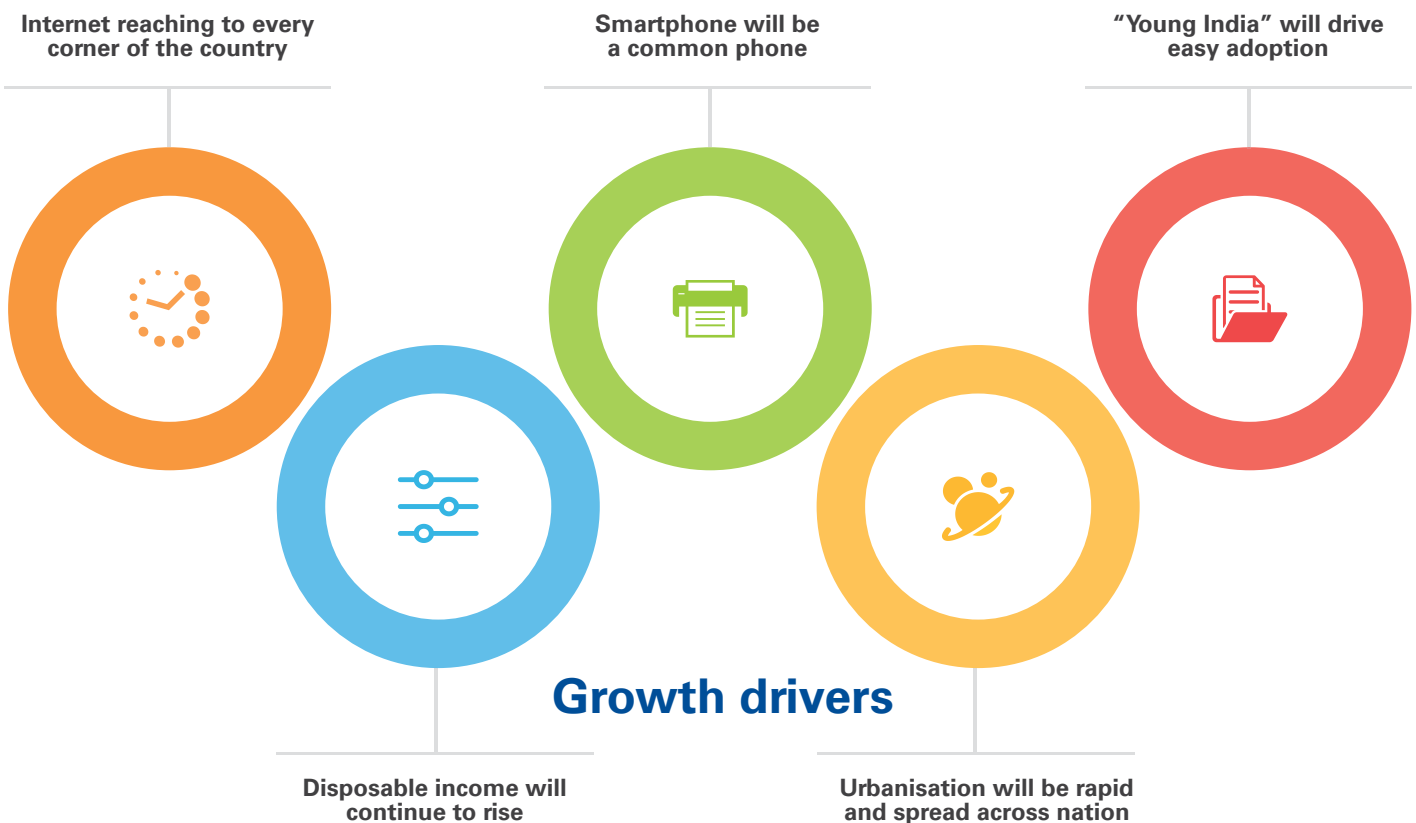 Internet reaching to every
corner of the country
Smartphone will be
a common phone
“Young India” will drive
easy adoption
Growth drivers
Disposable income will
continue to rise
Urbanisation will be rapid
and spread across nation